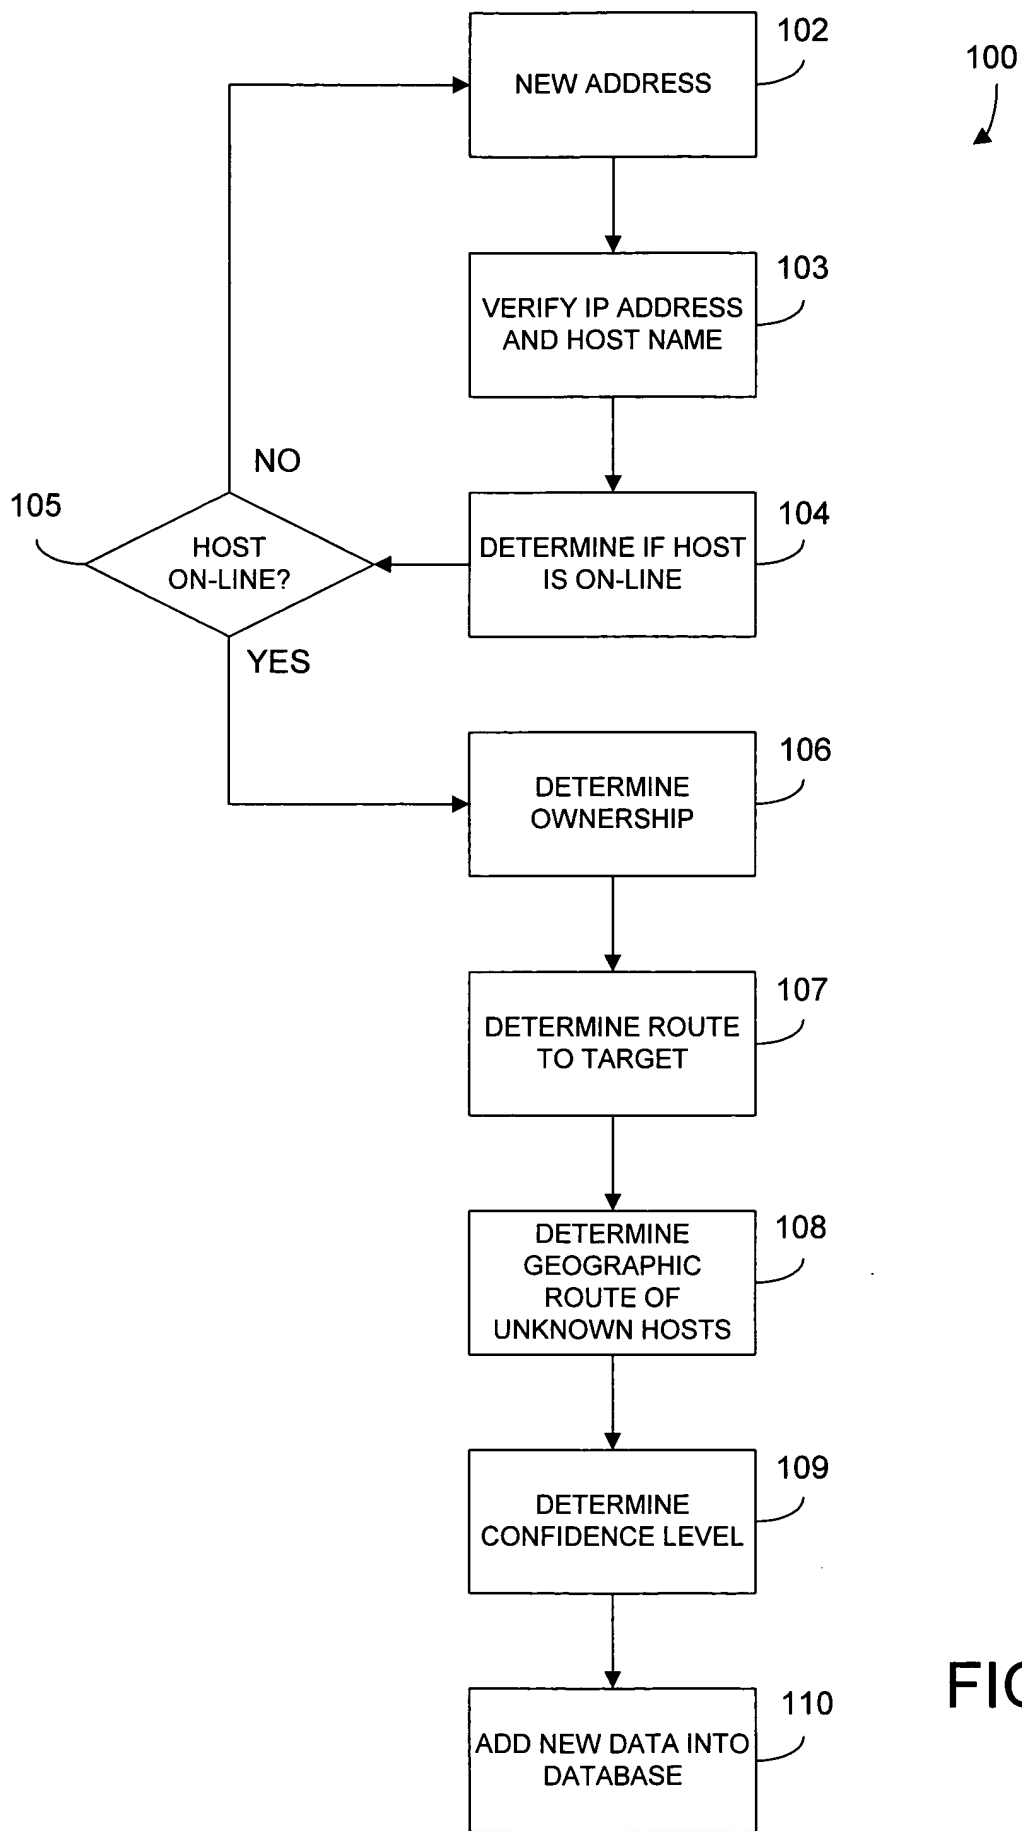 102
100
NEW ADDRESS
103
VERIFY IP ADDRESS
AND HOST NAME
NO
105
104
HOST
ON-LINE?
DETERMINE IF HOST
IS ON-LINE
YES
106
DETERMINE
OWNERSHIP
107
DETERMINE ROUTE
TO TARGET
108
DETERMINE
GEOGRAPHIC
ROUTE OF
UNKNOWN HOSTS
109
DETERMINE
CONFIDENCE LEVEL
110
ADD NEW DATA INTO
DATABASE